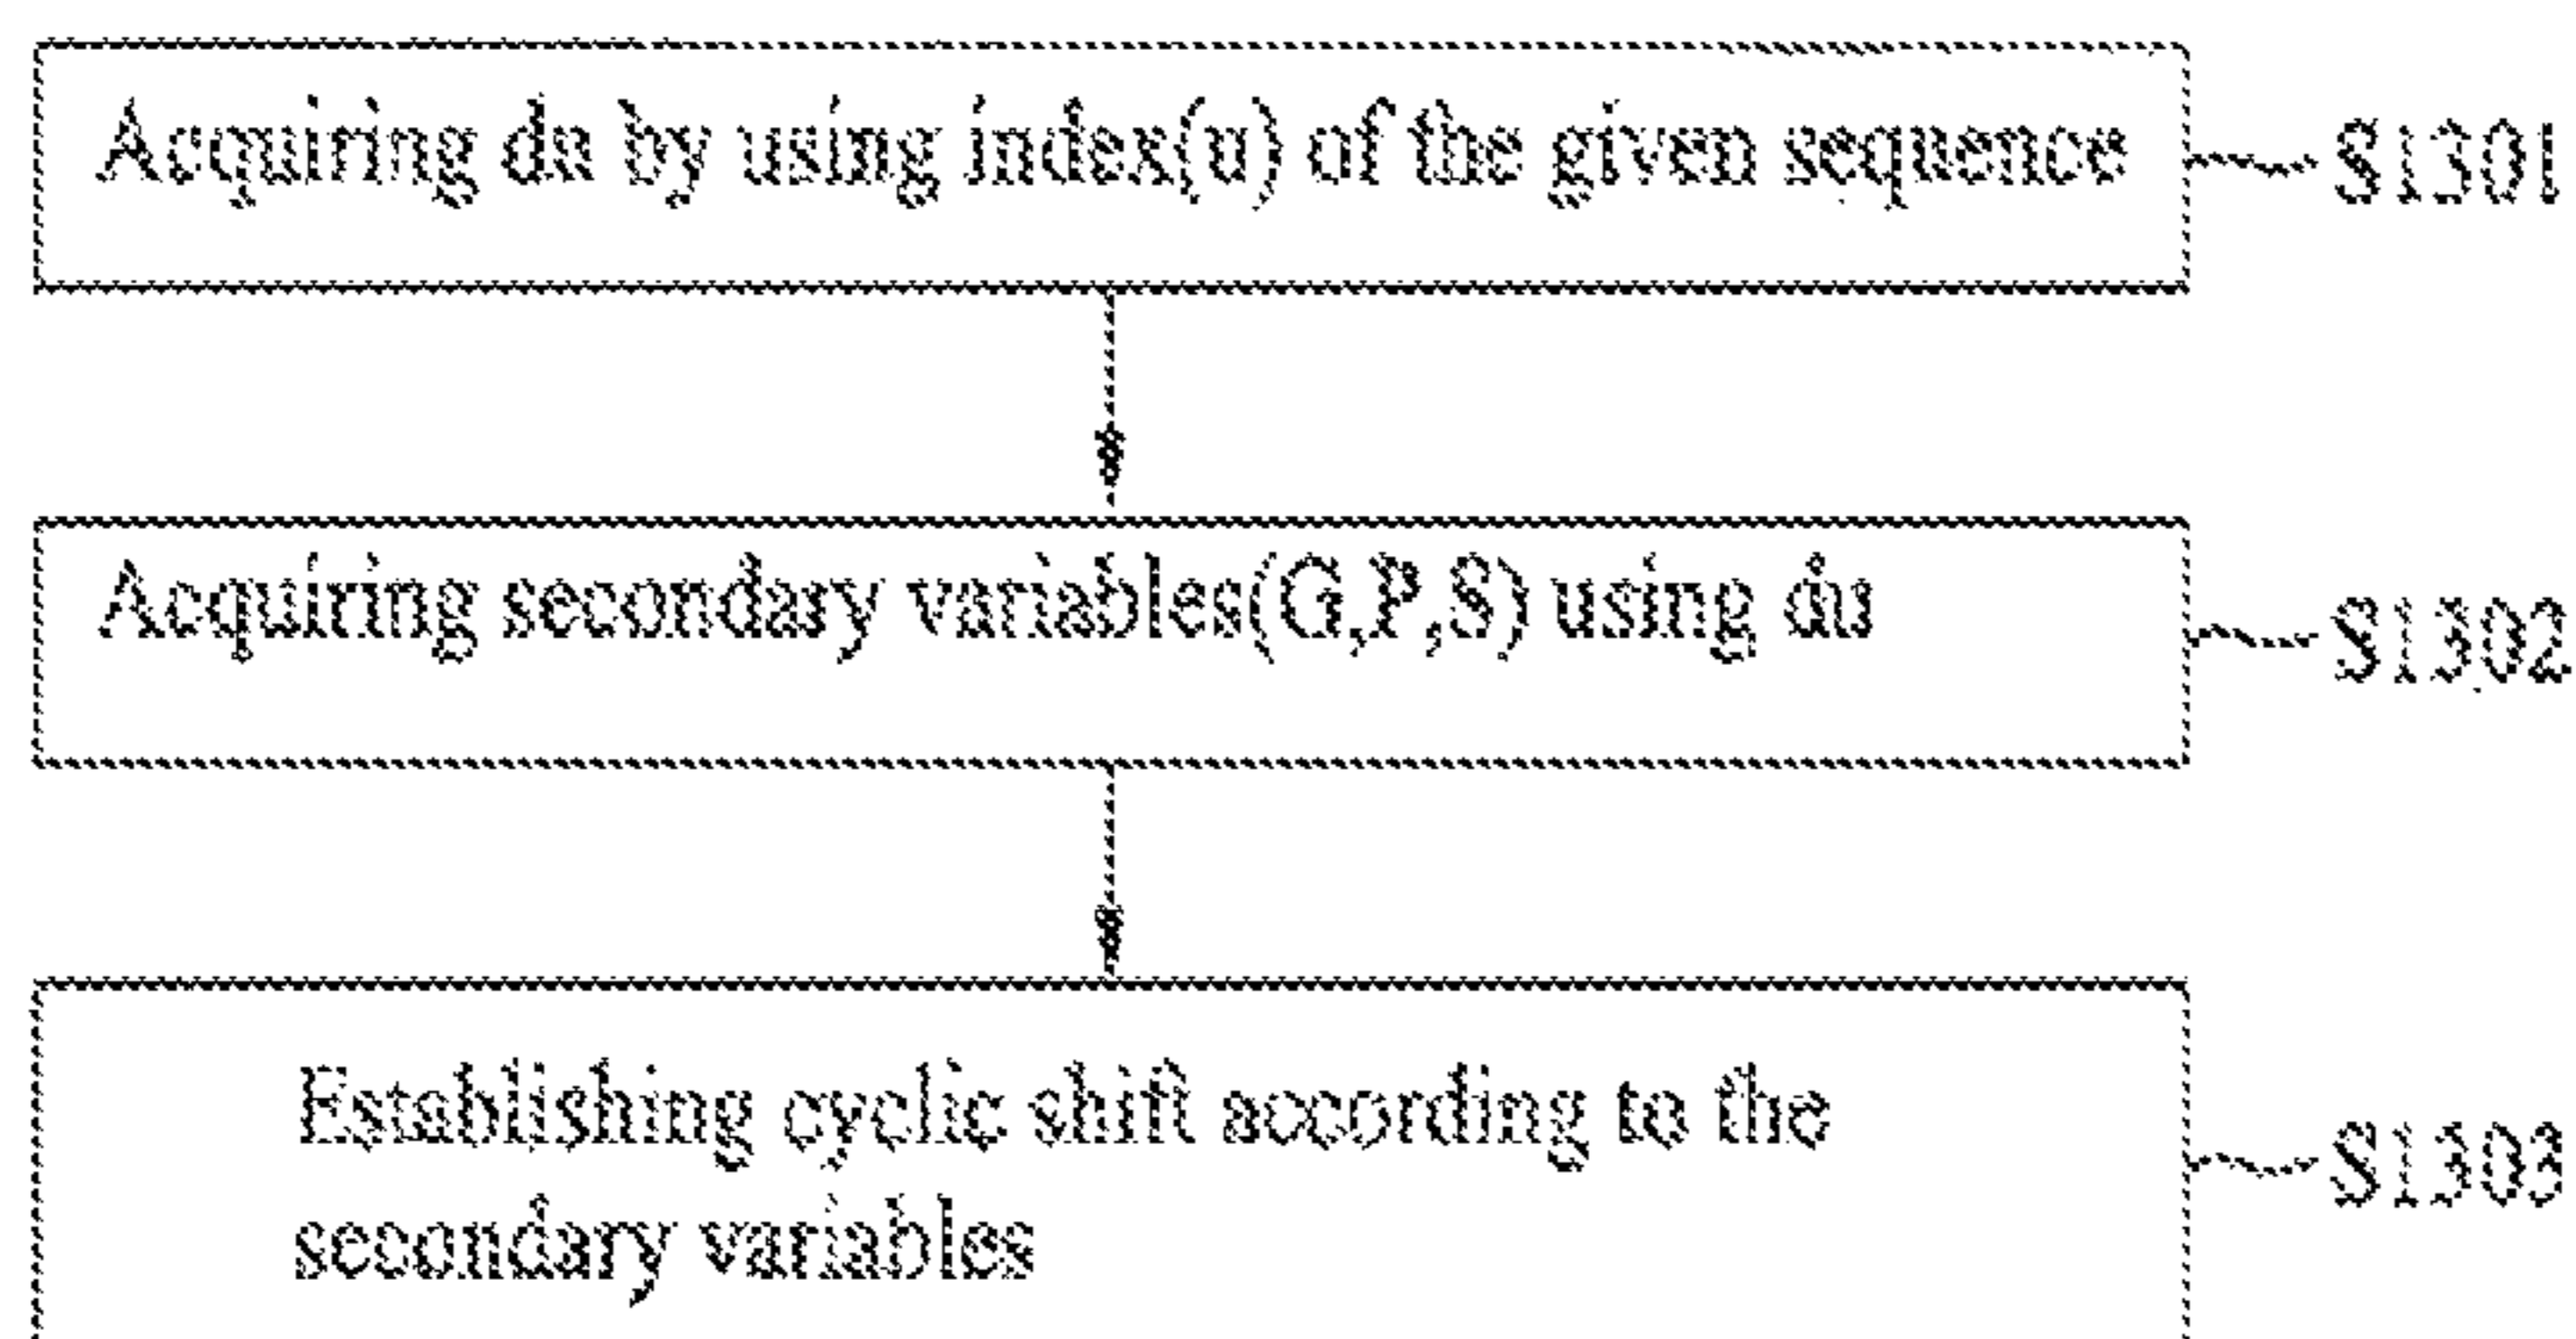 Acquiring du by using index(u) of the given sequence
S1301
Acquiring secondary variables(G,P,S) using du
S1302
Establishing cyclic shift according to the
secondary variables
S1303